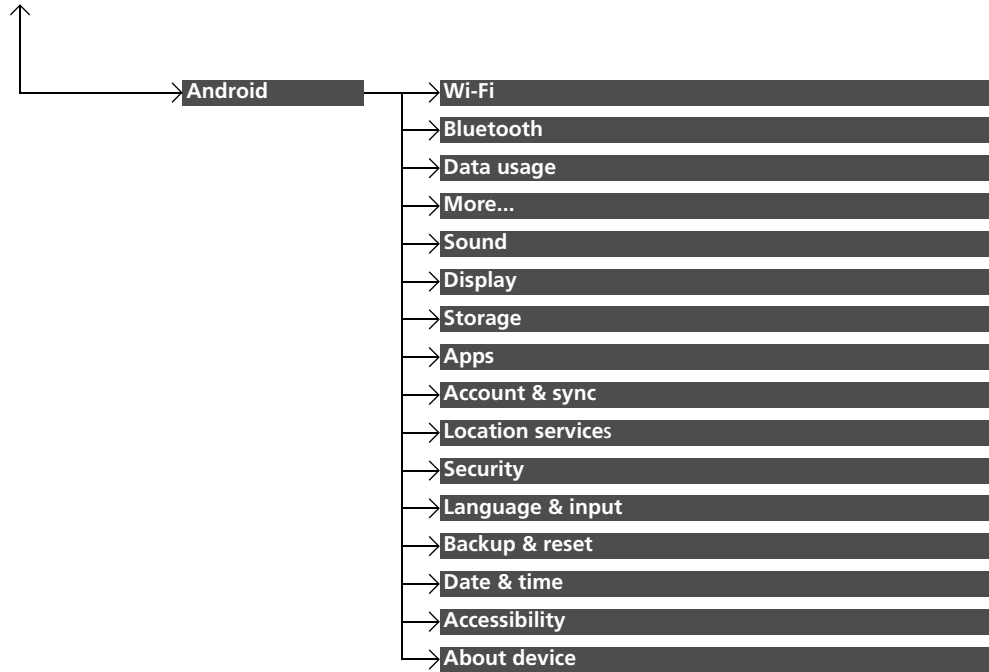 Android
Wi-Fi
Bluetooth
Data usage
More...
Sound
Display
Storage
Apps
Account & sync
Location services
Security
Language & input
Backup & reset
Date & time
Accessibility
About device